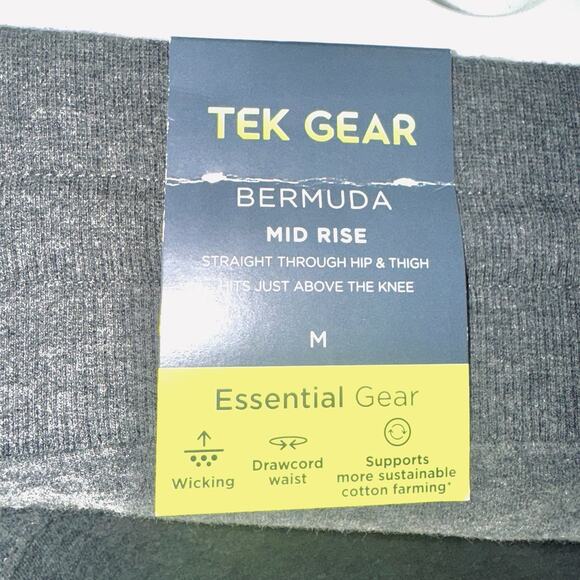 TEK GEAR
BERMUDA
MID RISE
STRAIGHT THROUGH HIP & THIGH
HITS JUST ABOVE THE KNEE
M
Essential Gear
Wicking
Drawcord
waist
Supports
more sustainable
cotton farming*